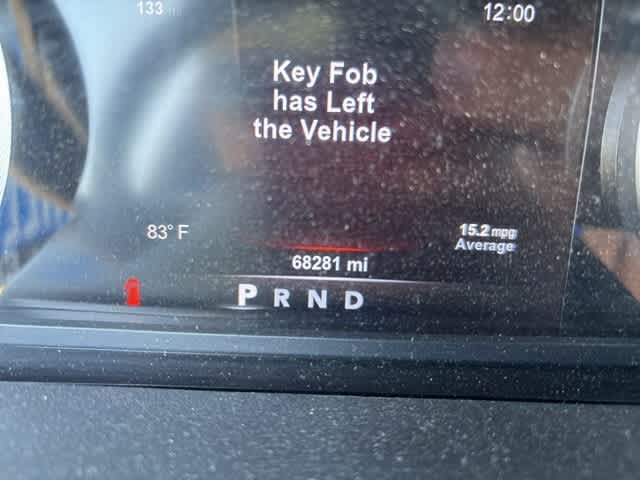 133
12:00
Key Fob
has Left
the Vehicle
83° F
15.2 mpg
Average
68281 mi
P R N D